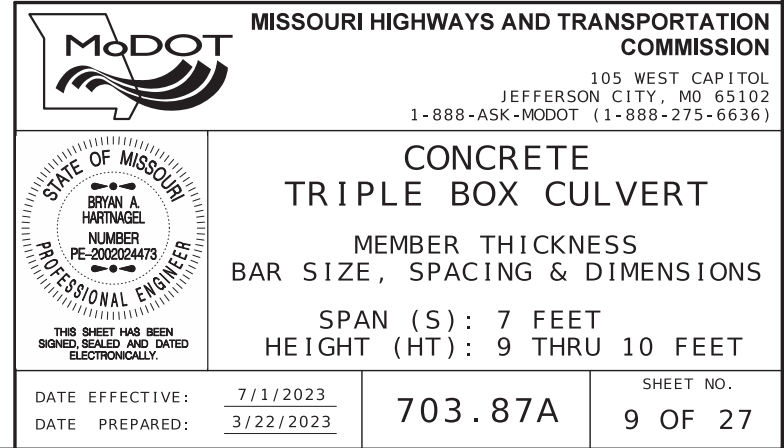 MoDOT
MISSOURI HIGHWAYS AND TRANSPORTATION
COMMISSION
105 WEST CAPITOL
JEFFERSON CITY, MO 65102
1-888-ASK-MODOT (1-888-275-6636)
STATE OF MISSOURI
BRYAN A.
HARTNAGEL
NUMBER
PE-2002024473
PROFESSIONAL ENGINEER
THIS SHEET HAS BEEN
SIGNED, SEALED AND DATED
ELECTRONICALLY.
CONCRETE
TRIPLE BOX CULVERT
MEMBER THICKNESS
BAR SIZE, SPACING & DIMENSIONS
SPAN (S): 7 FEET
HEIGHT (HT): 9 THRU 10 FEET
DATE EFFECTIVE: 7/1/2023
DATE PREPARED: 3/22/2023
703.87A
SHEET NO.
9 OF 27